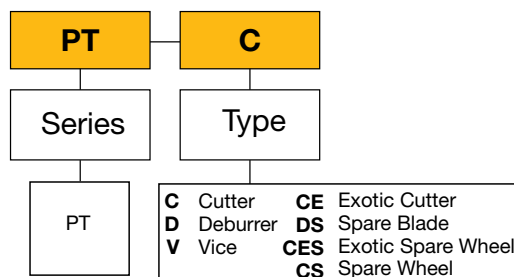 PT C
Series Type
PT
C Cutter CE Exotic Cutter
D Deburrer DS Spare Blade
V Vice CES Exotic Spare Wheel
CS Spare Wheel